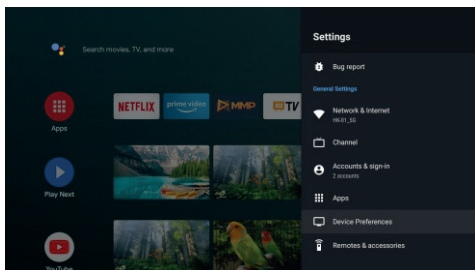 Search movies, TV, and more
Apps
NETFLIX
prime video
MMP
TV
Play Next
YouTube
Settings
Bug report
General Settings
Network & Internet
HK-R1_5G
Channel
Accounts & sign-in
2 accounts
Apps
Device Preferences
Remotes & accessories